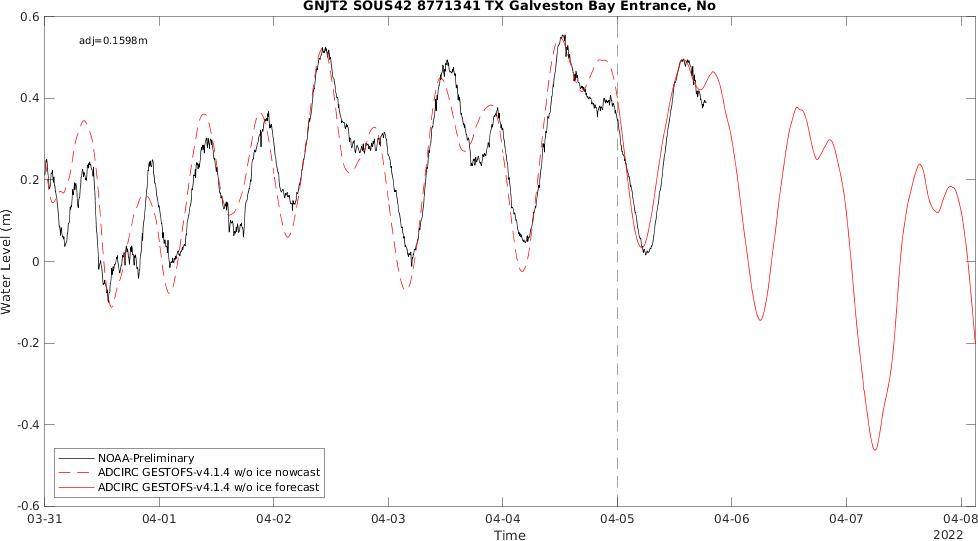 GNJT2 SOUS42 8771341 TX Galveston Bay Entrance, No
adj=0.1598m
0.6
0.4
0.2
0
-0.2
-0.4
-0.6
Water Level (m)
NOAA-Preliminary
ADCIRC GESTOFS-v4.1.4 w/o ice nowcast
ADCIRC GESTOFS-v4.1.4 w/o ice forecast
03-31 04-01 04-02 04-03 04-04 04-05 04-06 04-07 04-08
Time
2022